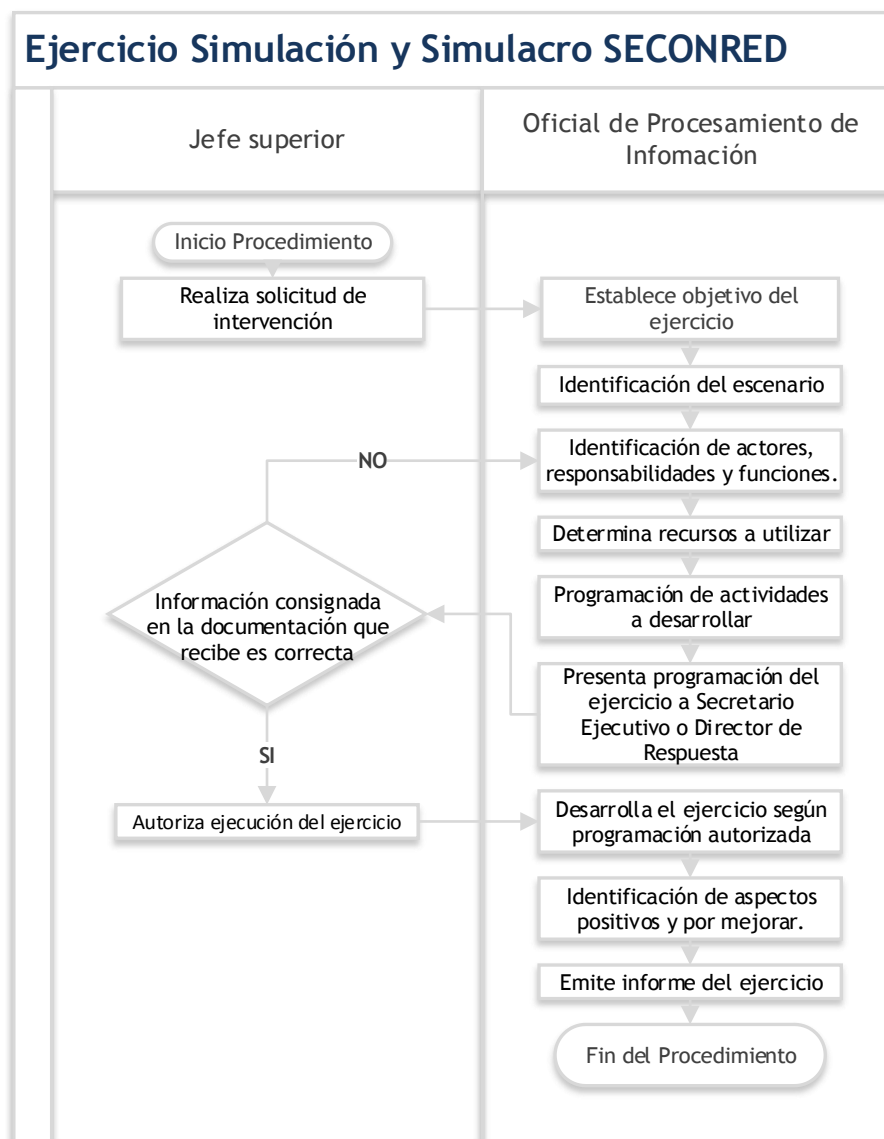 Ejercicio Simulación y Simulacro SECONRED
Jefe superior
Oficial de Procesamiento de
Infomación
Inicio Procedimiento
Realiza solicitud de
intervención
Establece objetivo del
ejercicio
Identificación del escenario
NO
Identificación de actores,
responsabilidades y funciones.
Determina recursos a utilizar
Programación de actividades
a desarrollar
Información consignada
en la documentación que
recibe es correcta
Presenta programación del
ejercicio a Secretario
Ejecutivo o Director de
Respuesta
SI
Autoriza ejecución del ejercicio
Desarrolla el ejercicio según
programación autorizada
Identificación de aspectos
positivos y por mejorar.
Emite informe del ejercicio
Fin del Procedimiento